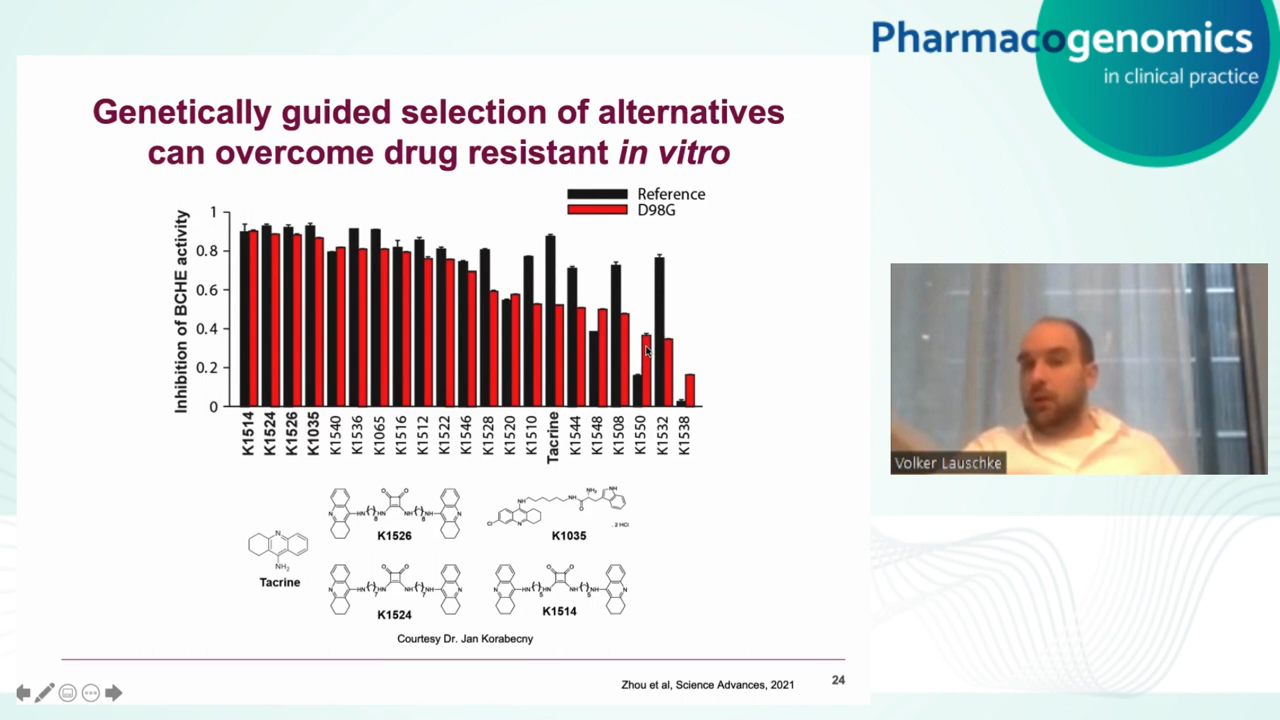 Pharmacogenomics
in clinical practice
Genetically guided selection of alternatives
can overcome drug resistant in vitro
Reference
D98G
Inhibition of BCHE activity
1
0.8
0.6
0.4
0.2
0
K1514
K1524
K1526
K1035
K1540
K1536
K1065
K1516
K1512
K1522
K1546
K1528
K1520
K1510
Tacrine
K1544
K1548
K1508
K1550
K1532
K1538
Volker Lauschke
K1526
K1035
Tacrine
K1524
K1514
Courtesy Dr. Jan Korabecny
Zhou et al, Science Advances, 2021
24